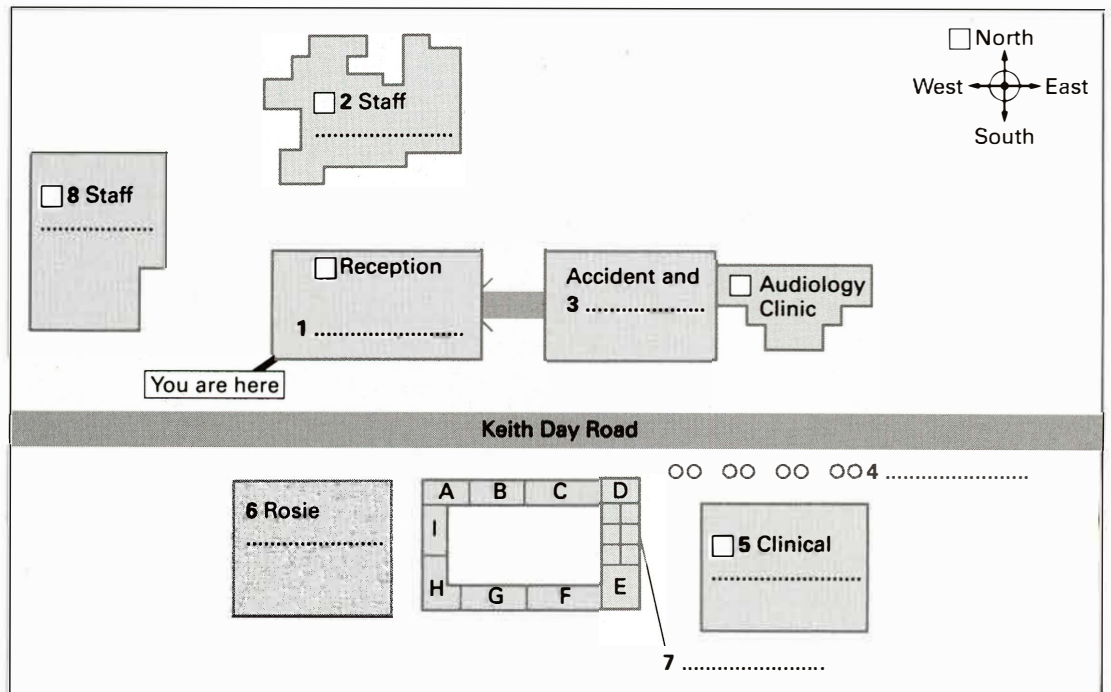 North
West East
South
2 Staff
..............................
8 Staff
.........................
Reception
1 ................................
Accident and
3 .........................
Audiology
Clinic
You are here
Keith Day Road
4 ..............................
A B C D
I
H G F E
6 Rosie
..............................
5 Clinical
................................
7 ..............................